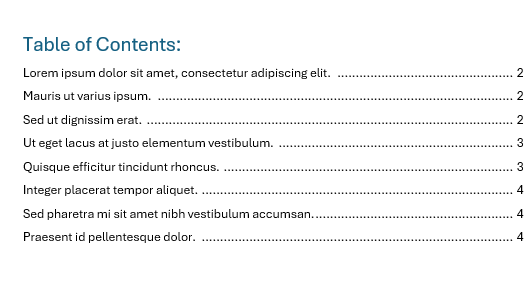 Table of Contents:
Lorem ipsum dolor sit amet, consectetur adipiscing elit. ................................................ 2
Mauris ut varius ipsum. ................................................................................................. 2
Sed ut dignissim erat. .................................................................................................... 2
Ut eget lacus at justo elementum vestibulum. ................................................................ 3
Quisque efficitur tincidunt rhoncus. ............................................................................... 3
Integer placerat tempor aliquet. ..................................................................................... 4
Sed pharetra mi sit amet nibh vestibulum accumsan. ...................................................... 4
Praesent id pellentesque dolor. ..................................................................................... 4